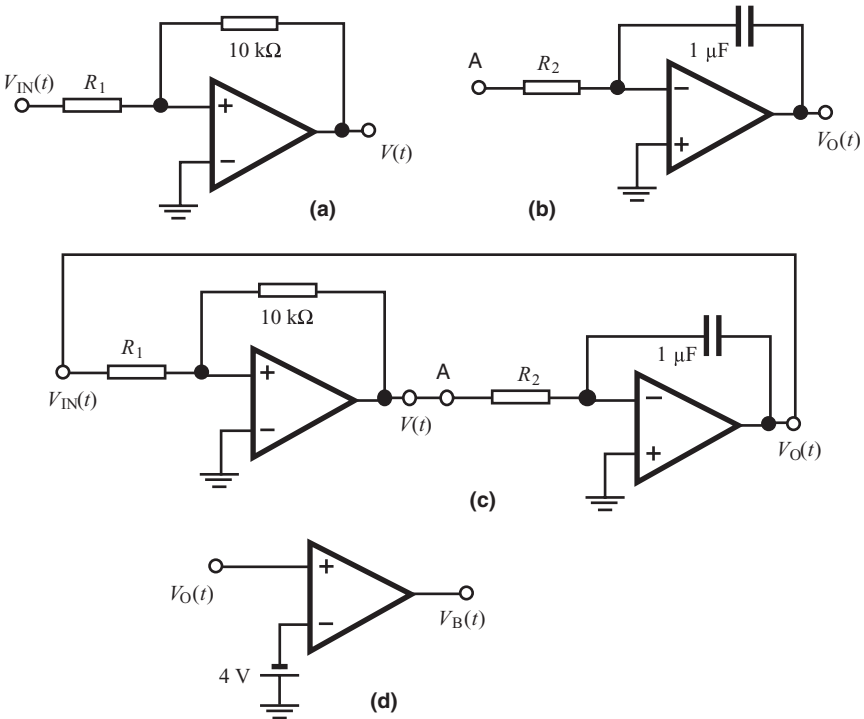 10 kΩ
V_IN(t)
R_1
+
−
V(t)
(a)
A
R_2
1 µF
−
+
V_O(t)
(b)
10 kΩ
R_1
V_IN(t)
+
−
V(t)
A
R_2
1 µF
−
+
V_O(t)
(c)
V_O(t)
+
−
V_B(t)
4 V
(d)